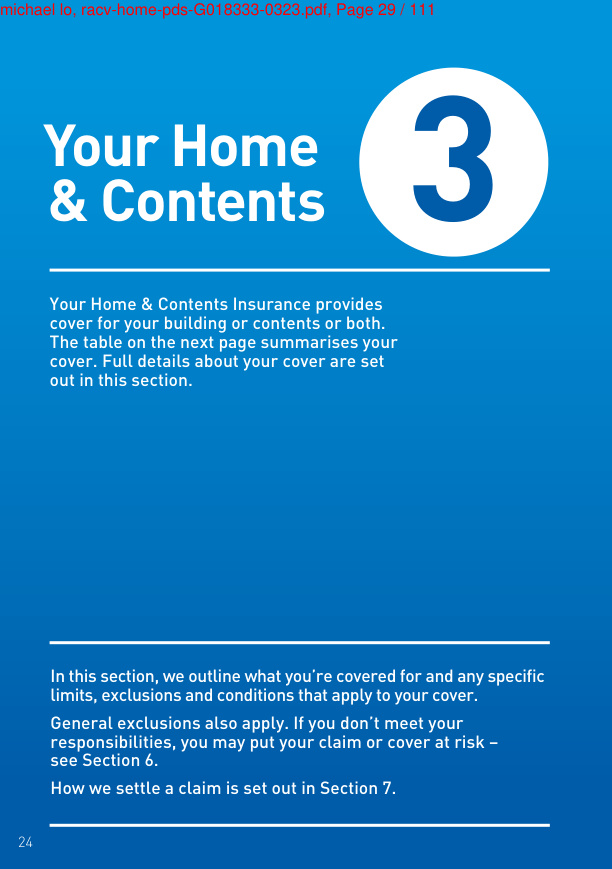 michael lo, racv-home-pds-G018333-0323.pdf, Page 29 / 111
Your Home
& Contents
3
Your Home & Contents Insurance provides
cover for your building or contents or both.
The table on the next page summarises your
cover. Full details about your cover are set
out in this section.
In this section, we outline what you’re covered for and any specific
limits, exclusions and conditions that apply to your cover.
General exclusions also apply. If you don’t meet your
responsibilities, you may put your claim or cover at risk –
see Section 6.
How we settle a claim is set out in Section 7.
24